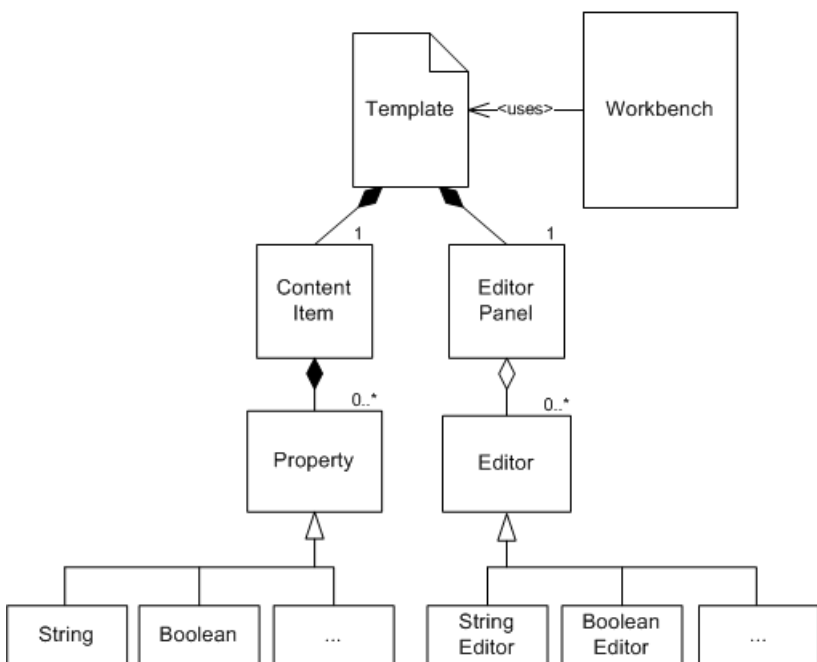 Template
<uses>
Workbench
1
1
Content
Item
Editor
Panel
0..*
0..*
Property
Editor
String
Boolean
...
String
Editor
Boolean
Editor
...